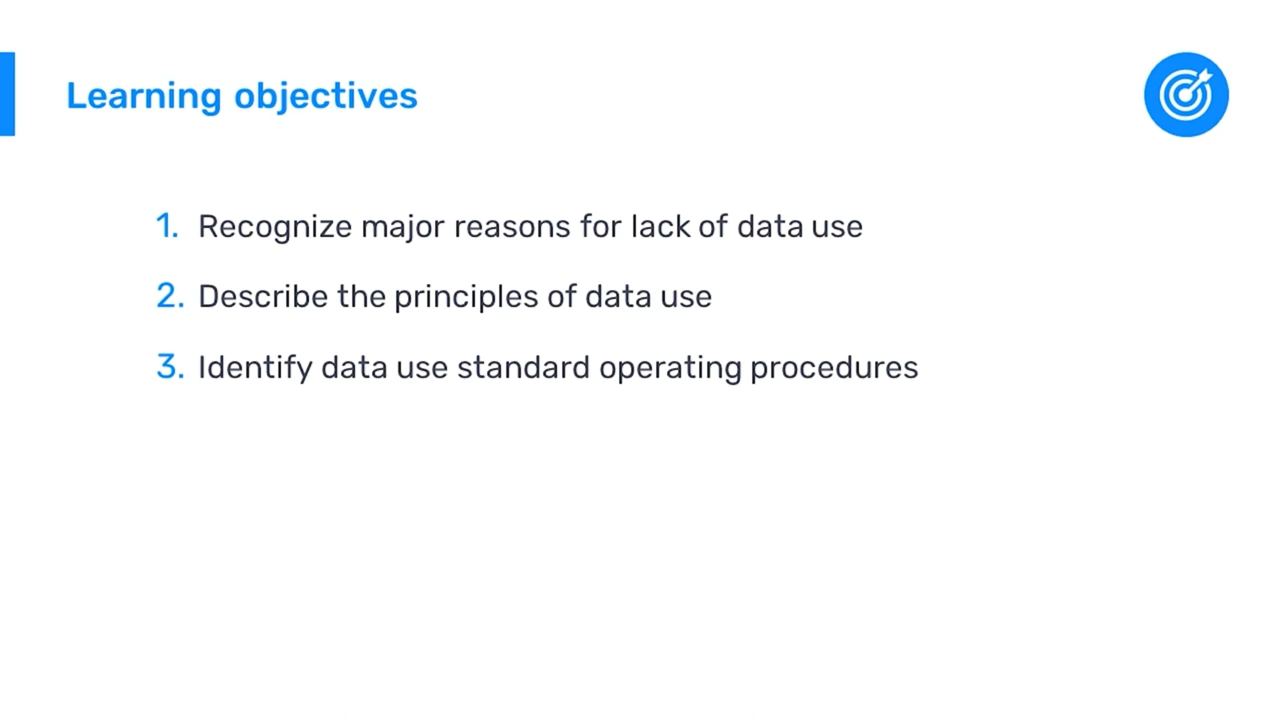 Learning objectives
1. Recognize major reasons for lack of data use
2. Describe the principles of data use
3. Identify data use standard operating procedures